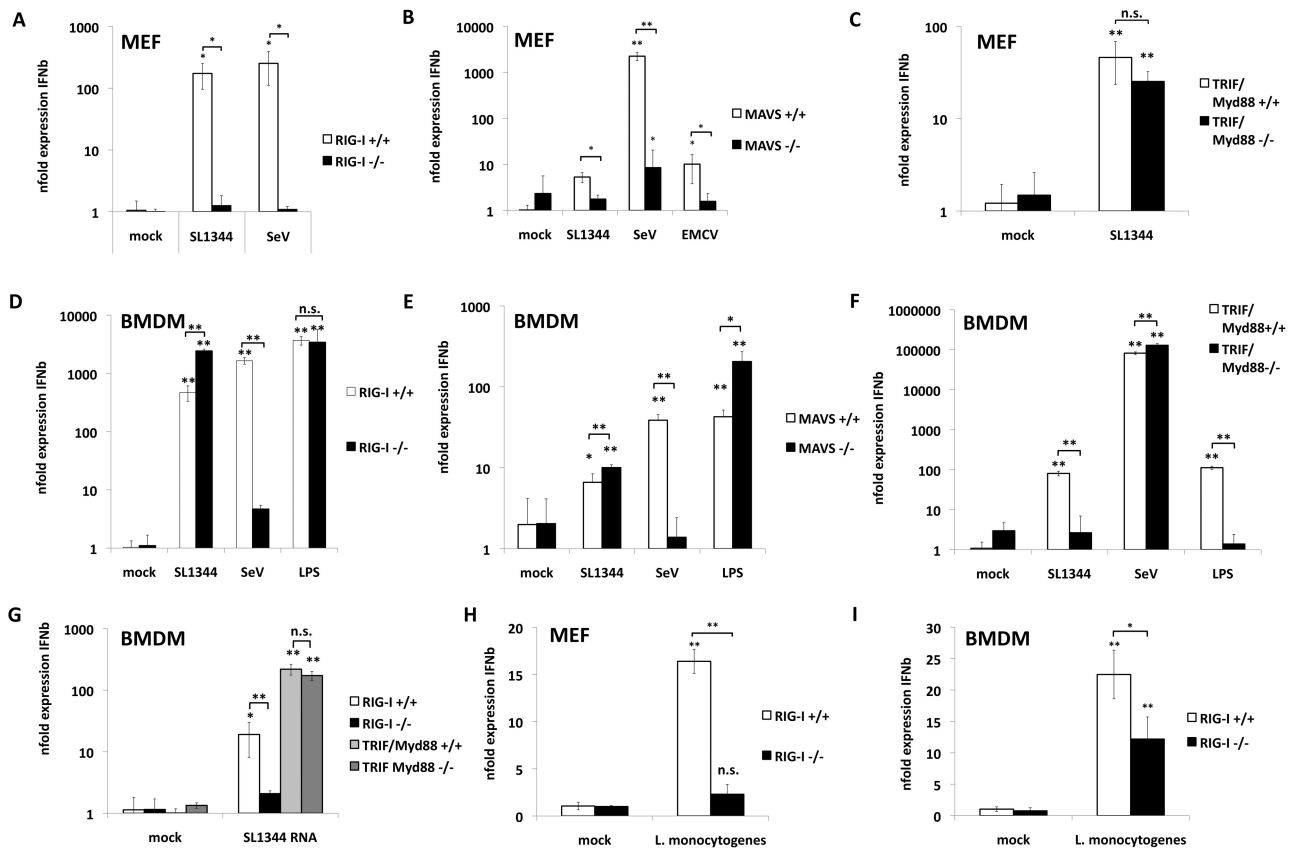 A
MEF
nfold expression IFNb
1000
100
10
1
*
*
*
*
mock
SL1344
SeV
RIG-I +/+
RIG-I -/-
B
MEF
nfold expression IFNb
10000
1000
100
10
1
*
**
**
*
*
*
mock
SL1344
SeV
EMCV
MAVS +/+
MAVS -/-
C
MEF
nfold expression IFNb
100
10
1
n.s.
**
**
mock
SL1344
TRIF/
Myd88 +/+
TRIF/
Myd88 -/-
D
BMDM
nfold expression IFNb
10000
1000
100
10
1
**
**
**
**
**
n.s.
**
**
mock
SL1344
SeV
LPS
RIG-I +/+
RIG-I -/-
E
BMDM
nfold expression IFNb
1000
100
10
1
**
*
**
**
**
*
**
**
mock
SL1344
SeV
LPS
MAVS +/+
MAVS -/-
F
BMDM
nfold expression IFNb
1000000
100000
10000
1000
100
10
1
**
**
**
**
**
**
**
mock
SL1344
SeV
LPS
TRIF/
Myd88+/+
TRIF/
Myd88-/-
G
BMDM
nfold expression IFNb
1000
100
10
1
**
*
n.s.
**
**
mock
SL1344 RNA
RIG-I +/+
RIG-I -/-
TRIF/Myd88 +/+
TRIF Myd88 -/-
H
MEF
nfold expression IFNb
20
15
10
5
0
**
**
n.s.
mock
L. monocytogenes
RIG-I +/+
RIG-I -/-
I
BMDM
nfold expression IFNb
30
25
20
15
10
5
0
*
**
**
mock
L. monocytogenes
RIG-I +/+
RIG-I -/-